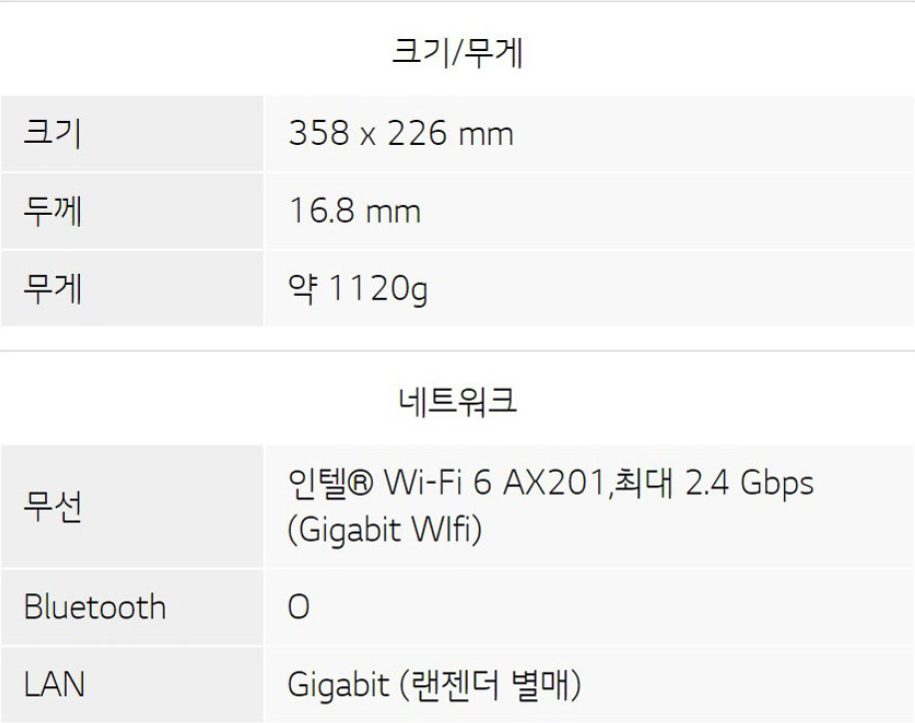 크기/무게
크기 358 x 226 mm
두께 16.8 mm
무게 약 1120g
네트워크
무선 인텔® Wi-Fi 6 AX201,최대 2.4 Gbps
(Gigabit WIfi)
Bluetooth O
LAN Gigabit (랜젠더 별매)